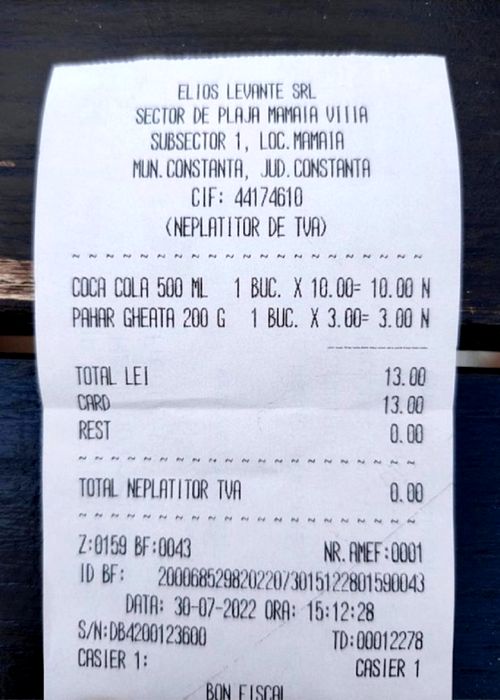 ELIOS LEVANTE SRL
SECTOR DE PLAJA MAMAIA VIIIA
SUBSECTOR 1, LOC.MAMAIA
MUN.CONSTANTA, JUD.CONSTANTA
CIF: 44174610
(NEPLATITOR DE TVA)
~ ~ ~ ~ ~ ~ ~ ~ ~ ~ ~ ~ ~ ~ ~ ~ ~ ~ ~ ~
COCA COLA 500 ML 1 BUC. X 10.00= 10.00 N
PAHAR GHEATA 200 G 1 BUC. X 3.00= 3.00 N
TOTAL LEI 13.00
CARD 13.00
REST 0.00
~ ~ ~ ~ ~ ~ ~ ~ ~ ~ ~ ~ ~ ~ ~ ~ ~ ~ ~ ~
TOTAL NEPLATITOR TVA 0.00
~ ~ ~ ~ ~ ~ ~ ~ ~ ~ ~ ~ ~ ~ ~ ~ ~ ~ ~ ~
Z:0159 BF:0043 NR.AMEF:0001
ID BF: 2000685298202207301512280159​0043
DATA: 30-07-2022 ORA: 15:12:28
S/N:DB4200123600 TD:00012278
CASIER 1: CASIER 1
BON FISCAL